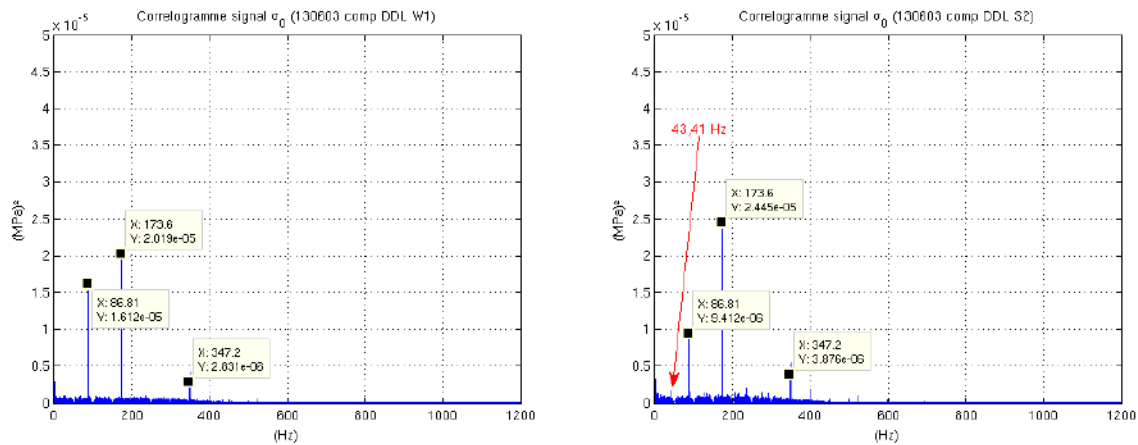 Correlogramme signal σ0 (130603 comp DDL W1)
x 10^-5
5
4.5
4
3.5
3
2.5
2
1.5
1
0.5
0
(MPa)²
X: 173.6
Y: 2.019e-05
X: 86.81
Y: 1.612e-05
X: 347.2
Y: 2.831e-06
0 200 400 600 800 1000 1200
(Hz)
Correlogramme signal σ0 (130603 comp DDL S2)
x 10^-5
5
4.5
4
3.5
3
2.5
2
1.5
1
0.5
0
(MPa)²
43,41 Hz
X: 173.6
Y: 2.445e-05
X: 86.81
Y: 9.412e-06
X: 347.2
Y: 3.876e-06
0 200 400 600 800 1000 1200
(Hz)